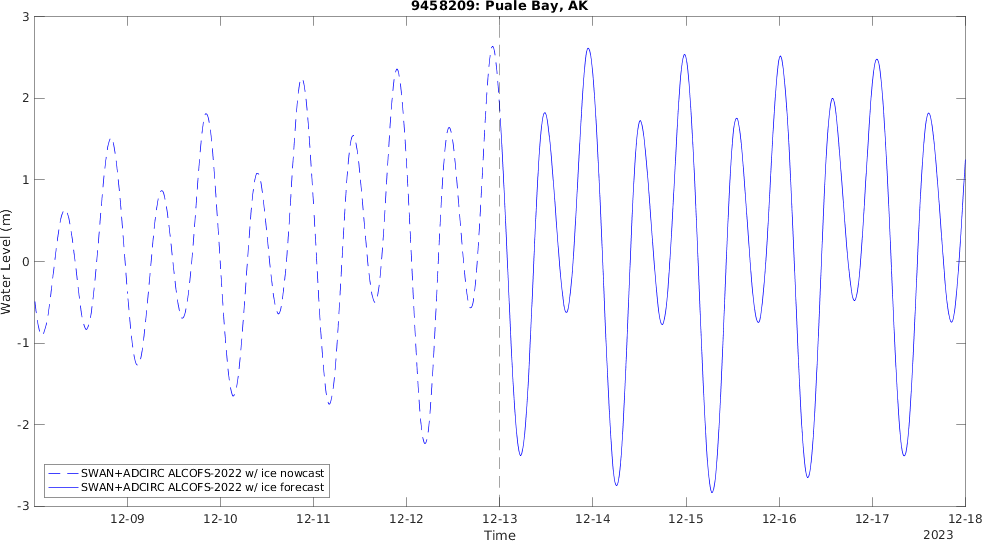 9458209: Puale Bay, AK
3
2
1
0
-1
-2
-3
Water Level (m)
SWAN+ADCIRC ALCOFS-2022 w/ ice nowcast
SWAN+ADCIRC ALCOFS-2022 w/ ice forecast
12-09 12-10 12-11 12-12 12-13 12-14 12-15 12-16 12-17 12-18
Time
2023